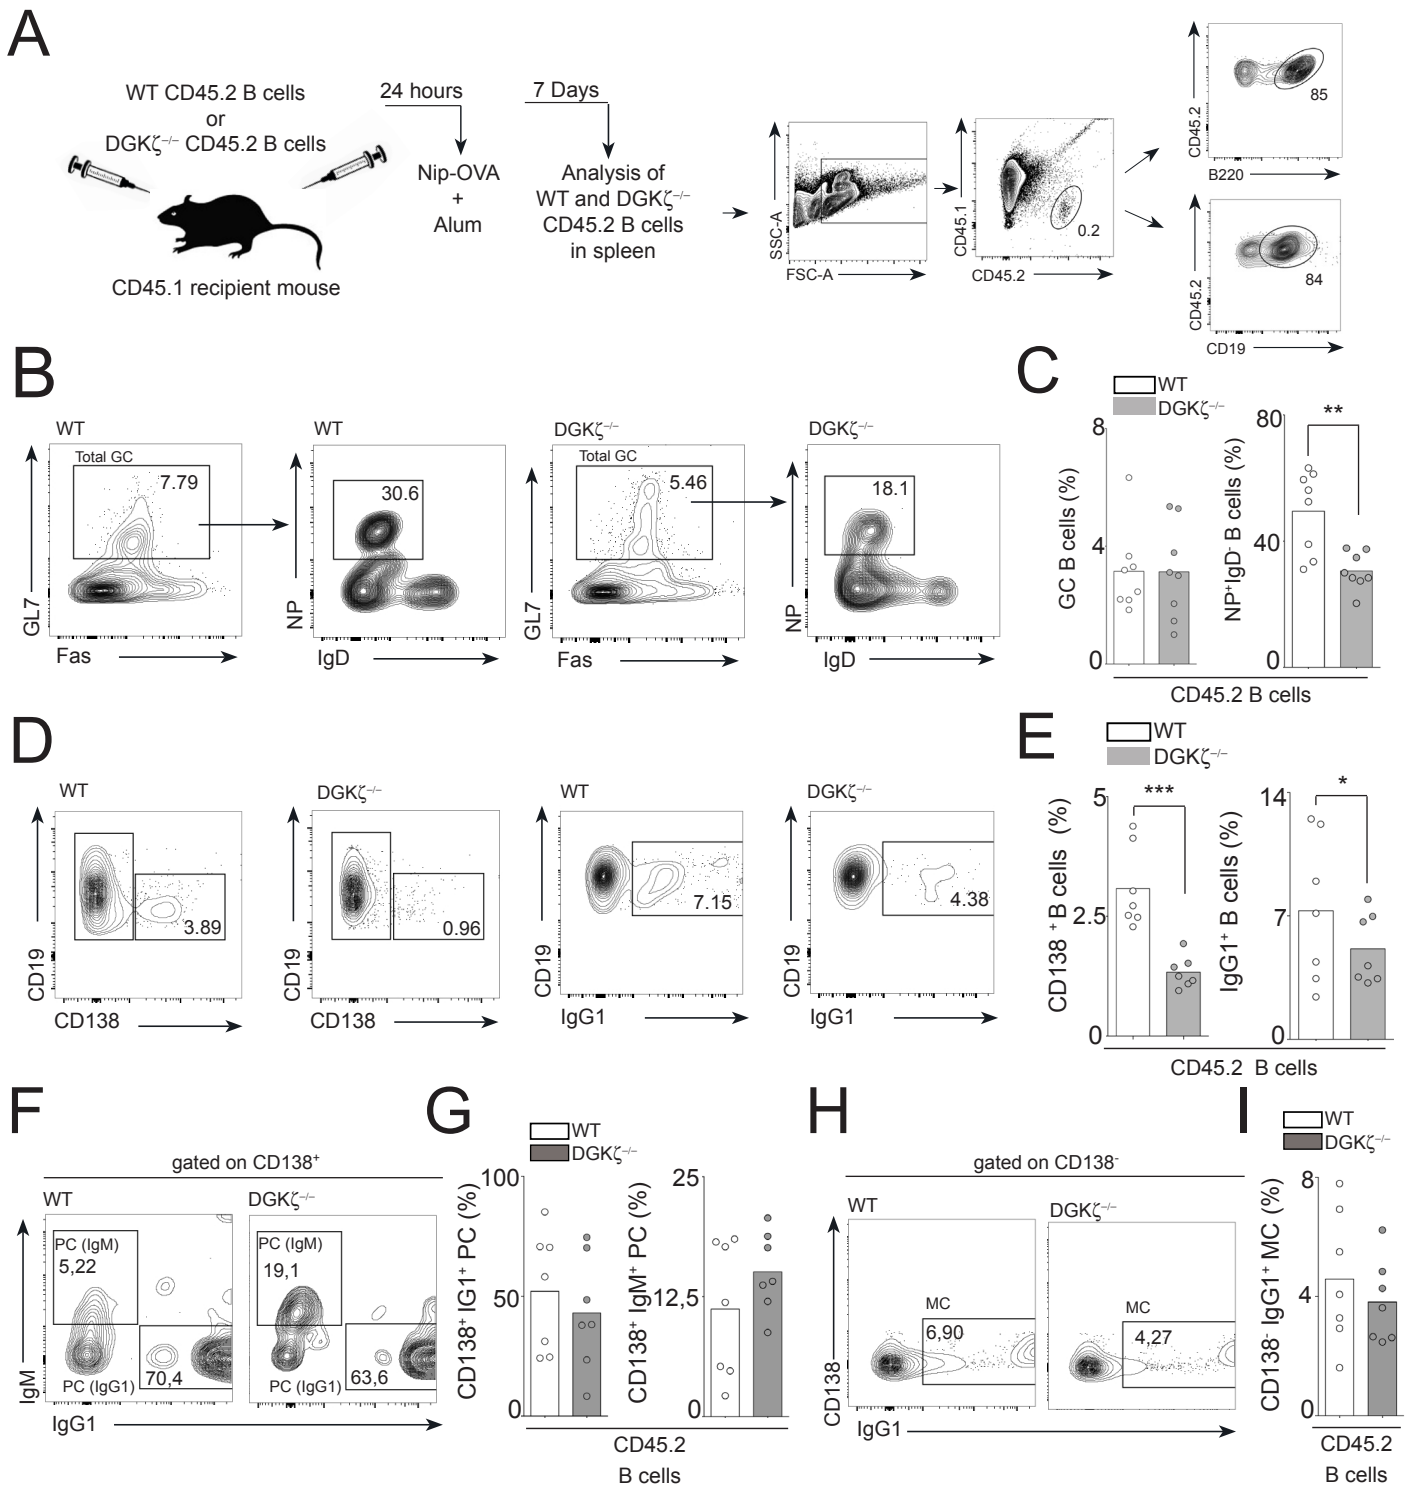 A
WT CD45.2 B cells
or
DGKζ⁻/⁻ CD45.2 B cells
CD45.1 recipient mouse
24 hours
Nip-OVA
+
Alum
7 Days
Analysis of
WT and DGKζ⁻/⁻
CD45.2 B cells
in spleen
SSC-A
FSC-A
CD45.1
0.2
CD45.2
CD45.2
85
B220
CD45.2
84
CD19
B
WT
Total GC
7.79
GL7
Fas
WT
30.6
NP
IgD
DGKζ⁻/⁻
Total GC
5.46
GL7
Fas
DGKζ⁻/⁻
18.1
NP
IgD
C
WT
DGKζ⁻/⁻
GC B cells (%)
8
4
0
NP⁺IgD⁻ B cells (%)
80
40
0
**
CD45.2 B cells
D
WT
3.89
CD19
CD138
DGKζ⁻/⁻
0.96
CD19
CD138
WT
7.15
CD19
IgG1
DGKζ⁻/⁻
4.38
CD19
IgG1
E
WT
DGKζ⁻/⁻
CD138 ⁺ B cells (%)
5
2.5
0
***
IgG1⁺ B cells (%)
14
7
0
*
CD45.2 B cells
F
gated on CD138⁺
WT
PC (IgM)
5,22
PC (IgG1)
70,4
DGKζ⁻/⁻
PC (IgM)
19,1
PC (IgG1)
63,6
IgM
IgG1
G
WT
DGKζ⁻/⁻
CD138⁺ IG1⁺ PC (%)
100
50
0
CD138⁺ IgM⁺ PC (%)
25
12,5
0
CD45.2
B cells
H
gated on CD138⁻
WT
MC
6,90
DGKζ⁻/⁻
MC
4,27
CD138
IgG1
I
WT
DGKζ⁻/⁻
CD138⁻ IgG1⁺ MC (%)
8
4
0
CD45.2
B cells